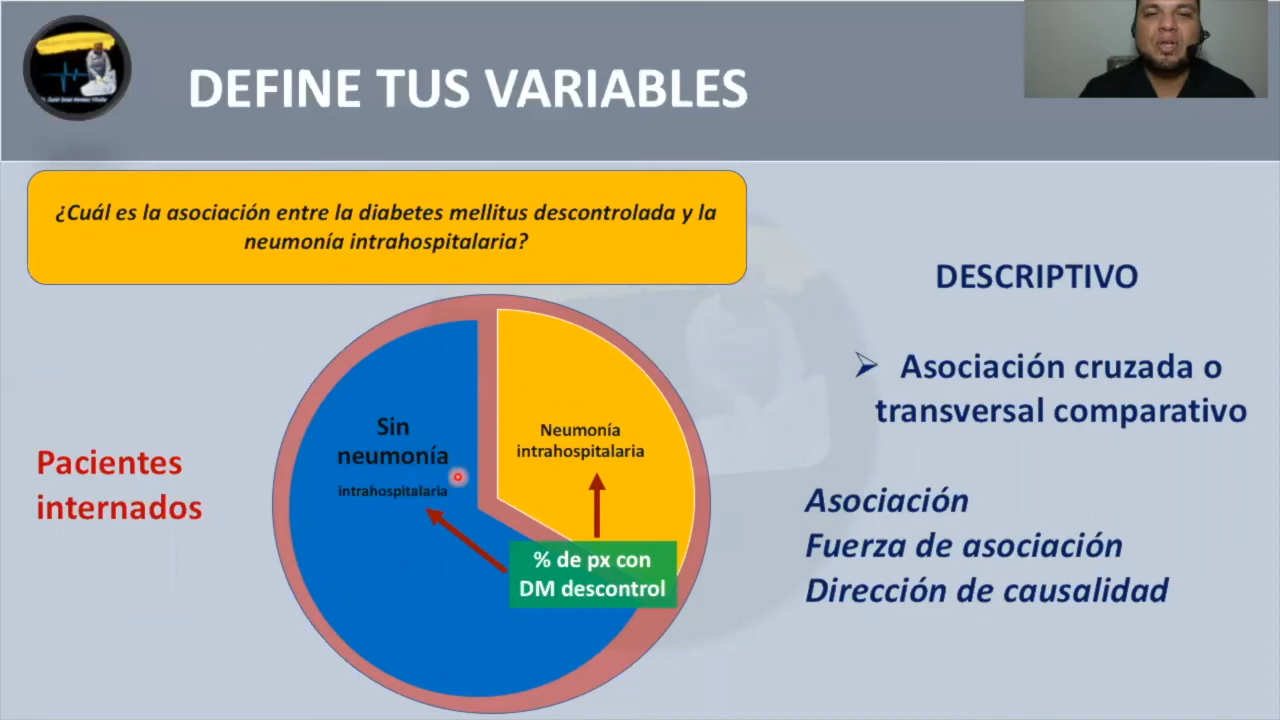 DEFINE TUS VARIABLES
¿Cuál es la asociación entre la diabetes mellitus descontrolada y la
neumonía intrahospitalaria?
DESCRIPTIVO
Asociación cruzada o
transversal comparativo
Sin
neumonía
intrahospitalaria
Neumonía
intrahospitalaria
Pacientes
internados
% de px con
DM descontrol
Asociación
Fuerza de asociación
Dirección de causalidad